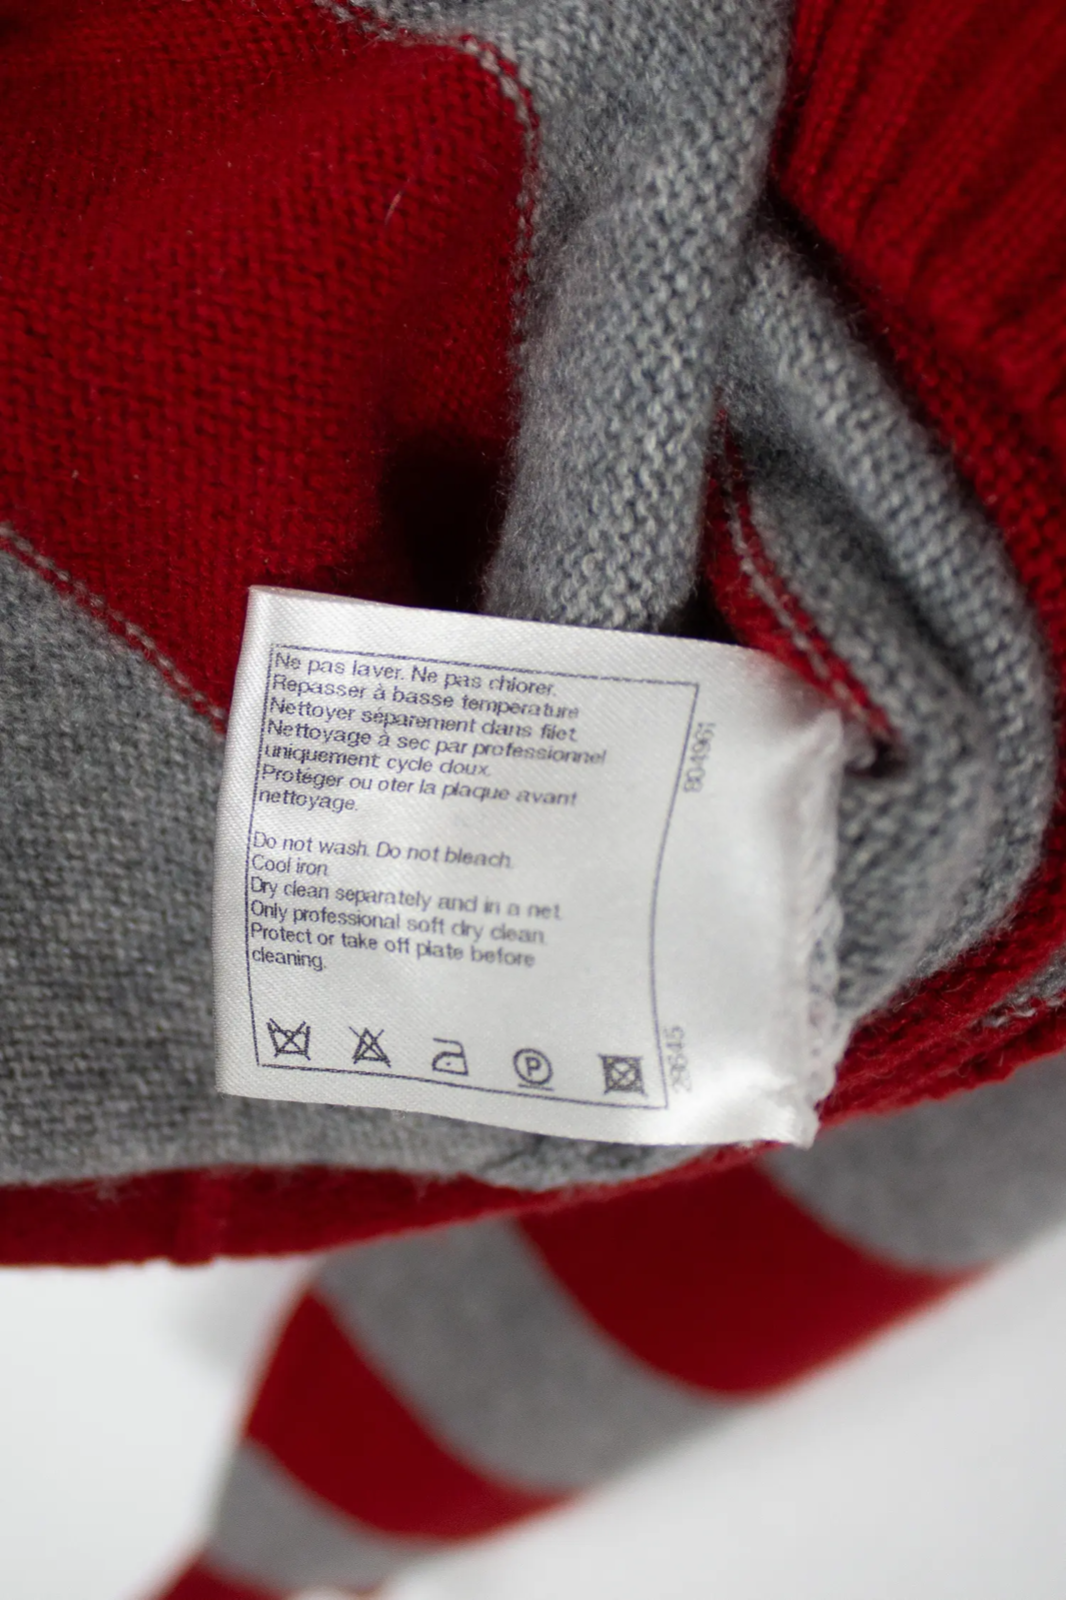 Ne pas laver. Ne pas chlorer.
Repasser à basse temperature
Nettoyer séparement dans filet.
Nettoyage à sec par professionnel
uniquement cycle doux.
Protéger ou oter la plaque avant
nettoyage.
Do not wash. Do not bleach.
Cool iron.
Dry clean separately and in a net.
Only professional soft dry clean.
Protect or take off plate before
cleaning.
P
804961
29645